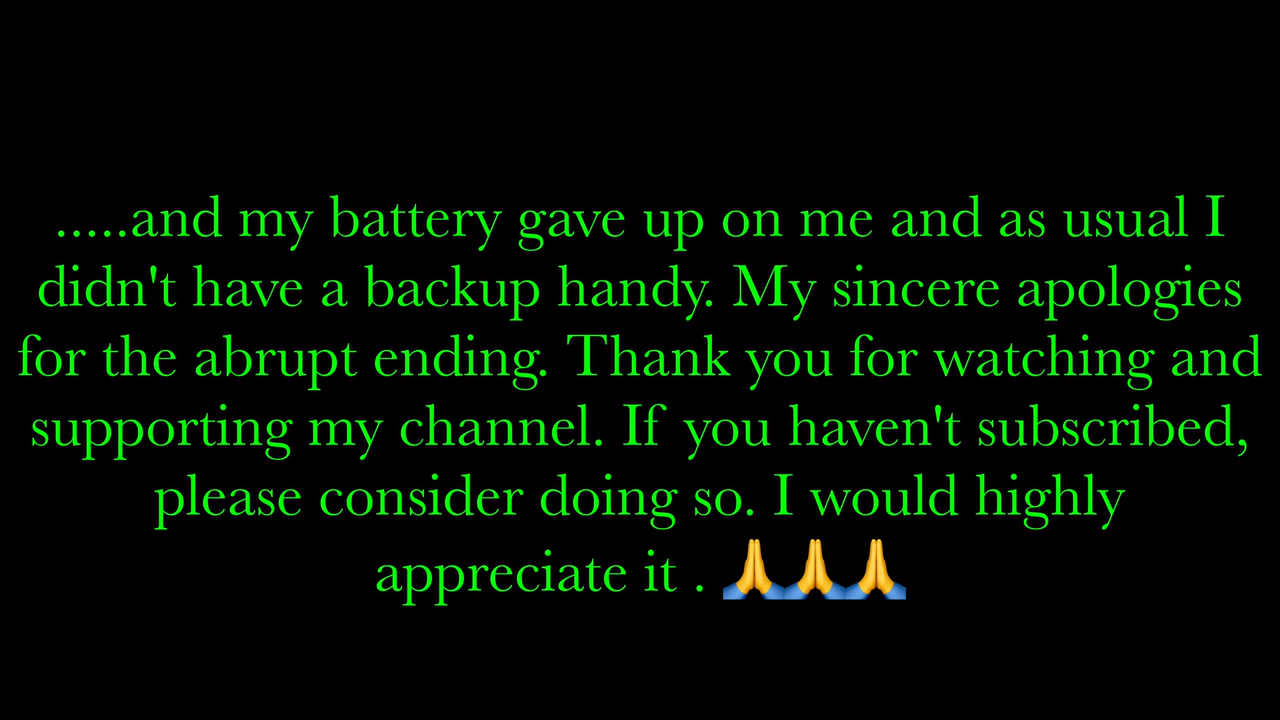 .....and my battery gave up on me and as usual I
didn't have a backup handy. My sincere apologies
for the abrupt ending. Thank you for watching and
supporting my channel. If you haven't subscribed,
please consider doing so. I would highly
appreciate it . 🙏🙏🙏